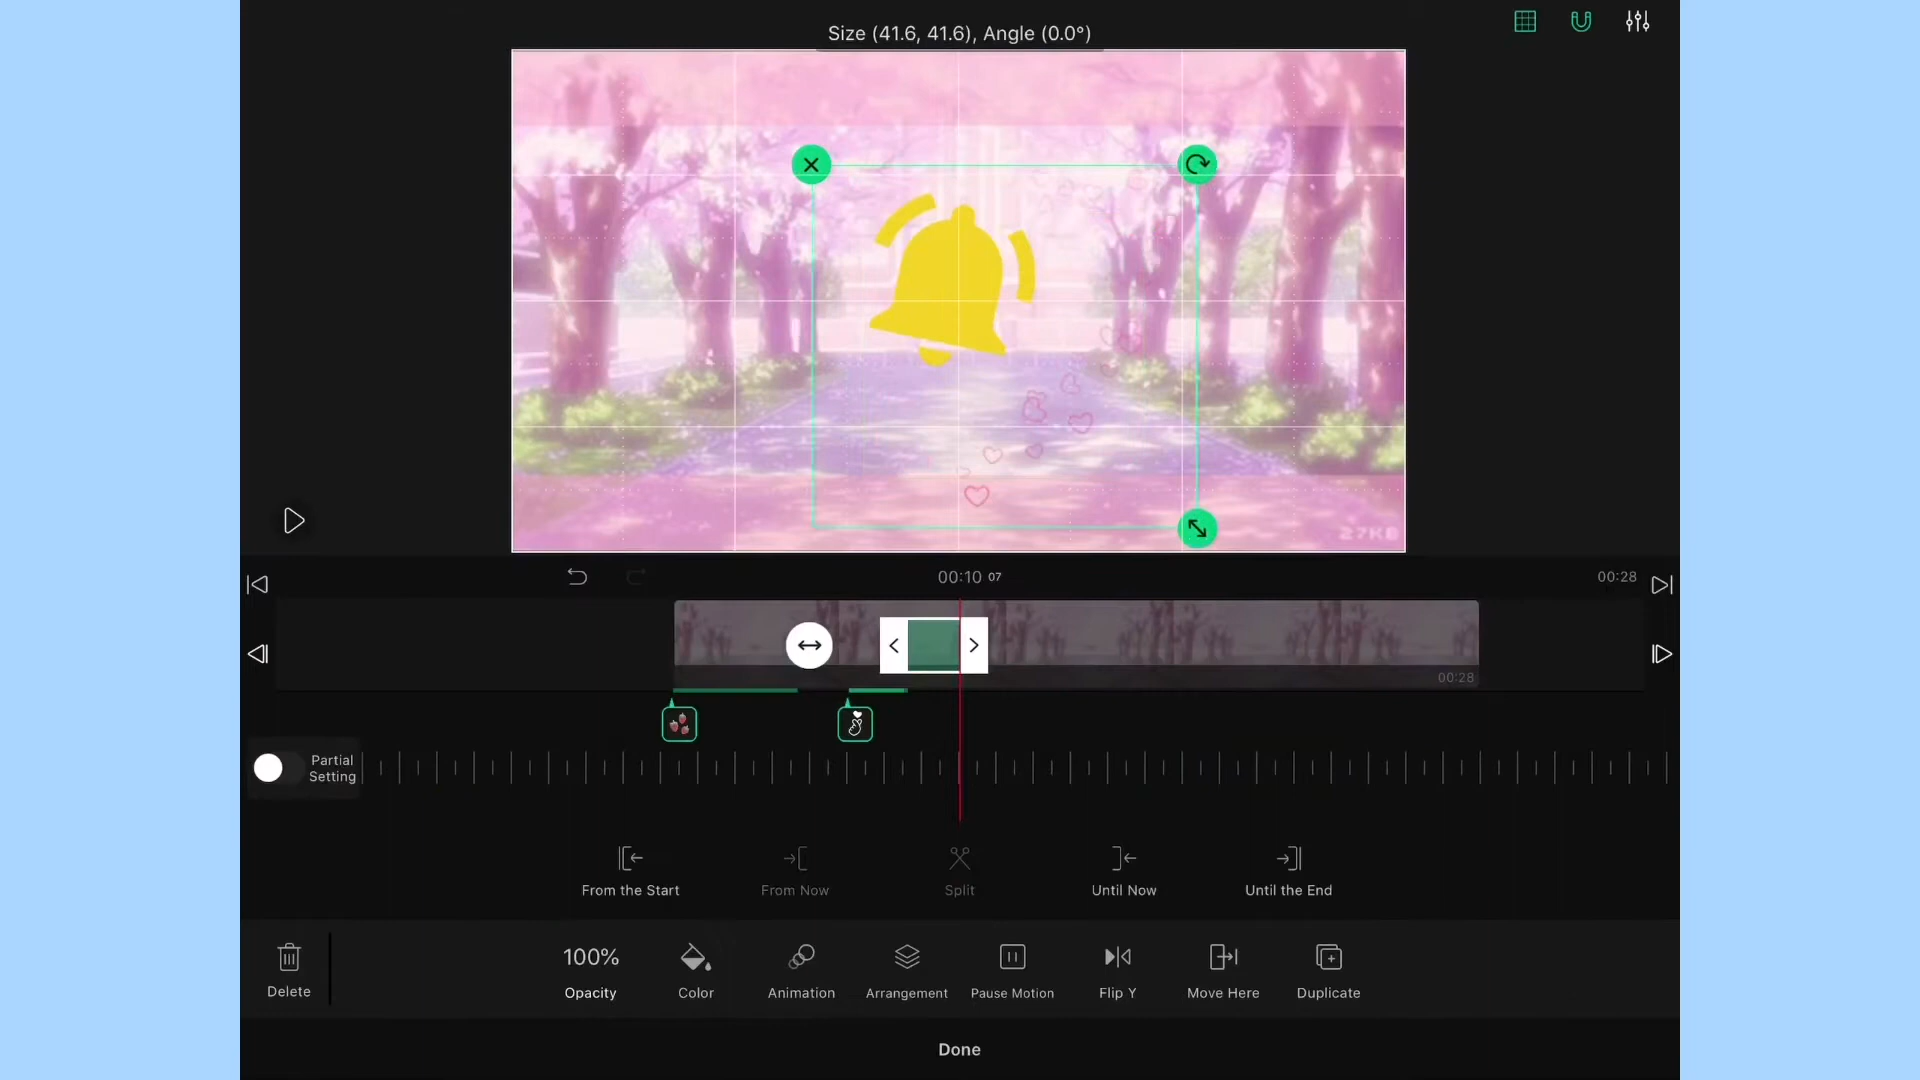 Size (41.6, 41.6), Angle (0.0°)
27KB
00:10 07
00:28
00:28
Partial
Setting
From the Start
From Now
Split
Until Now
Until the End
Delete
100%
Opacity
Color
Animation
Arrangement
Pause Motion
Flip Y
Move Here
Duplicate
Done